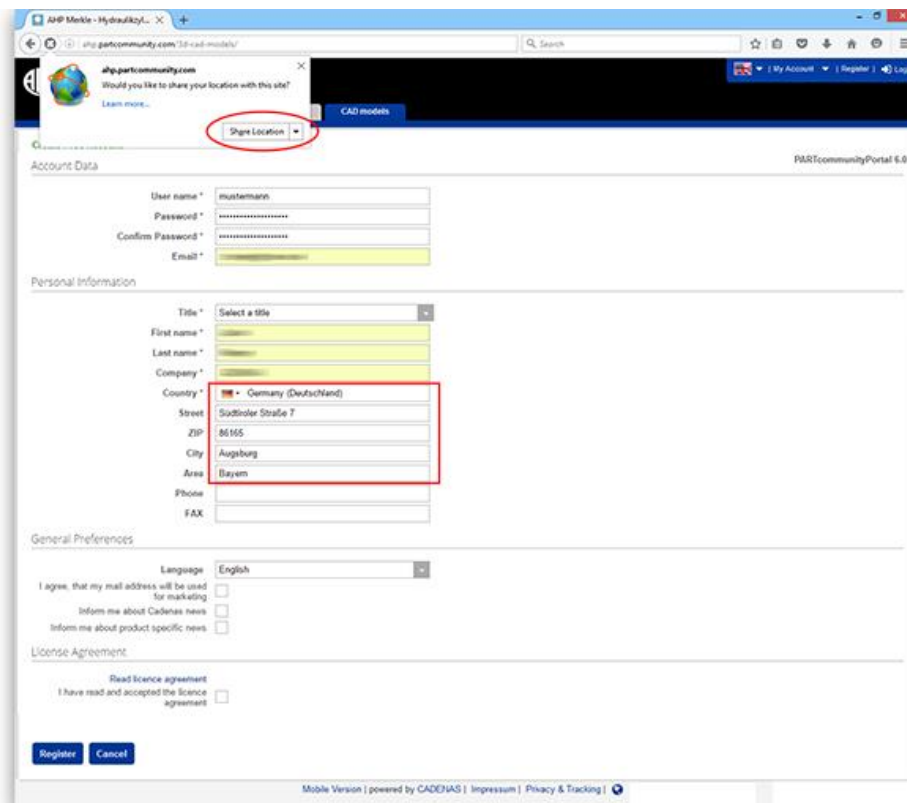 AHP Merkle - Hydraulikzyl...
ahp.partcommunity.com/3d-cad-models/
Search
ahp.partcommunity.com
Would you like to share your location with this site?
Learn more...
Share Location
| My Account | Register | Log
CAD models
PARTcommunityPortal 6.0
Account Data
User name * mustermann
Password *
Confirm Password *
Email *
Personal Information
Title * Select a title
First name *
Last name *
Company *
Country * Germany (Deutschland)
Street Südtiroler Straße 7
ZIP 86165
City Augsburg
Area Bayern
Phone
FAX
General Preferences
Language English
I agree, that my mail address will be used
for marketing
Inform me about Cadenas news
Inform me about product specific news
License Agreement
Read licence agreement
I have read and accepted the licence
agreement
Register Cancel
Mobile Version | powered by CADENAS | Impressum | Privacy & Tracking |